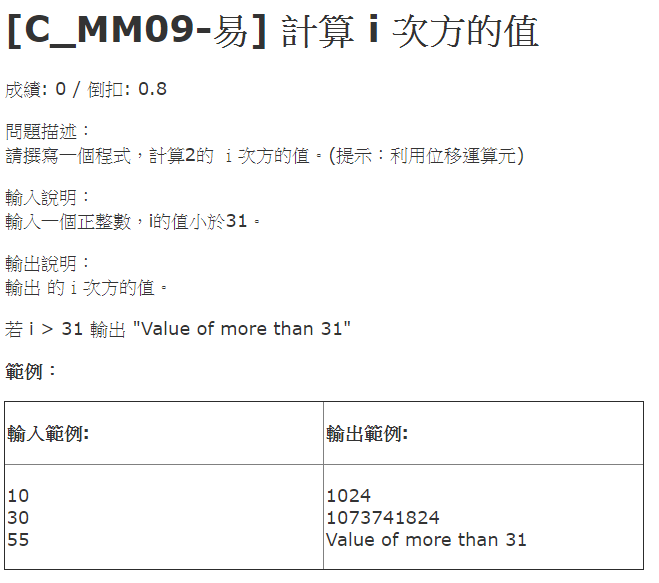 [C_MM09-易] 計算 i 次方的值
成績: 0 / 倒扣: 0.8
問題描述：
請撰寫一個程式，計算2的 i 次方的值。(提示：利用位移運算元)
輸入說明：
輸入一個正整數，i的值小於31。
輸出說明：
輸出 的 i 次方的值。
若 i > 31 輸出 "Value of more than 31"
範例：
輸入範例:
輸出範例:
10
30
55
1024
1073741824
Value of more than 31